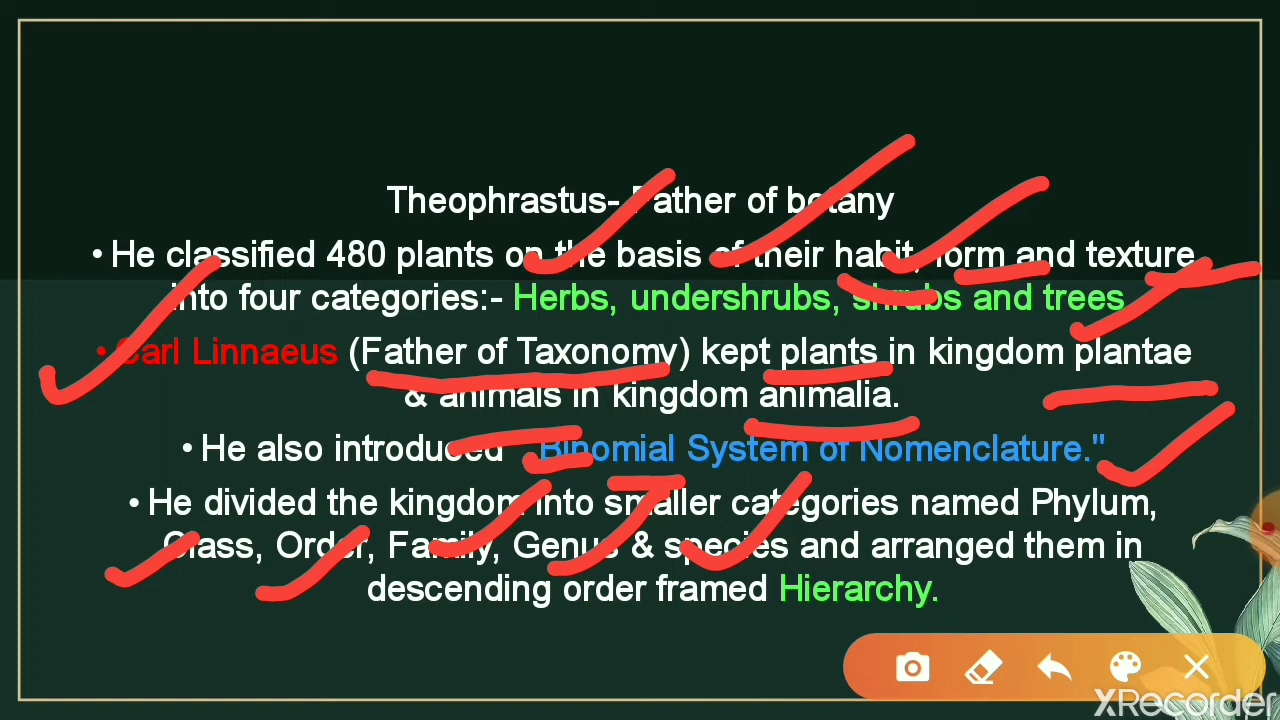 Theophrastus- Father of botany
• He classified 480 plants on the basis of their habit, form and texture
into four categories:- Herbs, undershrubs, shrubs and trees
• Carl Linnaeus (Father of Taxonomy) kept plants in kingdom plantae
& animals in kingdom animalia.
• He also introduced "Binomial System of Nomenclature."
• He divided the kingdom into smaller categories named Phylum,
Class, Order, Family, Genus & species and arranged them in
descending order framed Hierarchy.
XRecorder